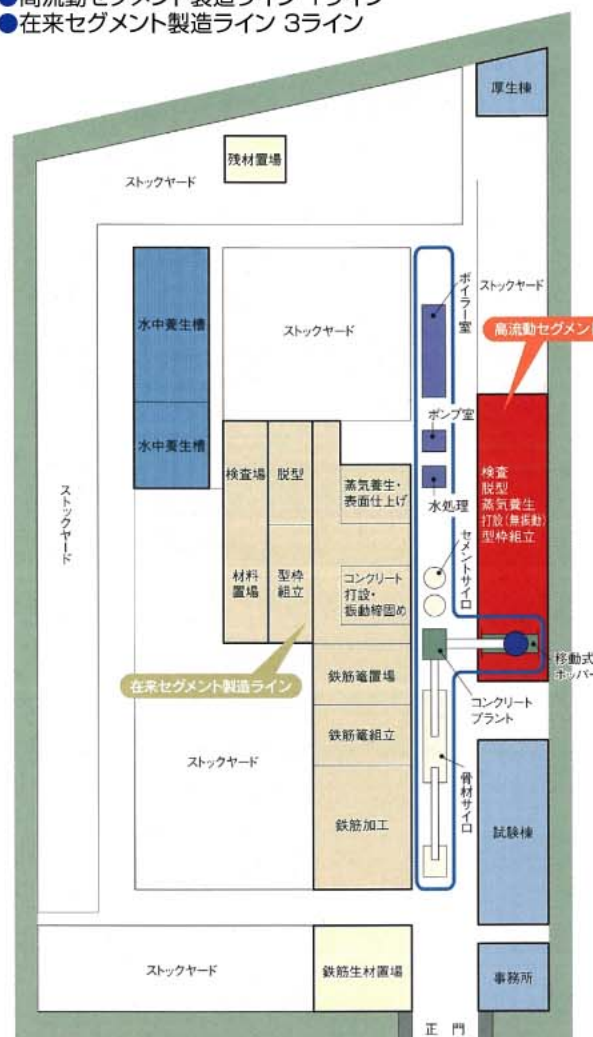 ●高流動セグメント製造ライン 1ライン
●在来セグメント製造ライン 3ライン
厚生棟
残材置場
ストックヤード
ボイラー室
ストックヤード
水中養生槽
ストックヤード
高流動セグメン
ポンプ室
水中養生槽
検査場
脱型
蒸気養生・
表面仕上げ
水処理
検査
脱型
蒸気養生
打設(無振動)
型枠組立
ストックヤード
セメントサイロ
材料
置場
型枠
組立
コンクリート
打設・
振動締固め
移動式
ホッパー
在来セグメント製造ライン
鉄筋篭置場
コンクリート
プラント
鉄筋篭組立
ストックヤード
骨材サイロ
鉄筋加工
試験棟
ストックヤード
鉄筋生材置場
事務所
正門